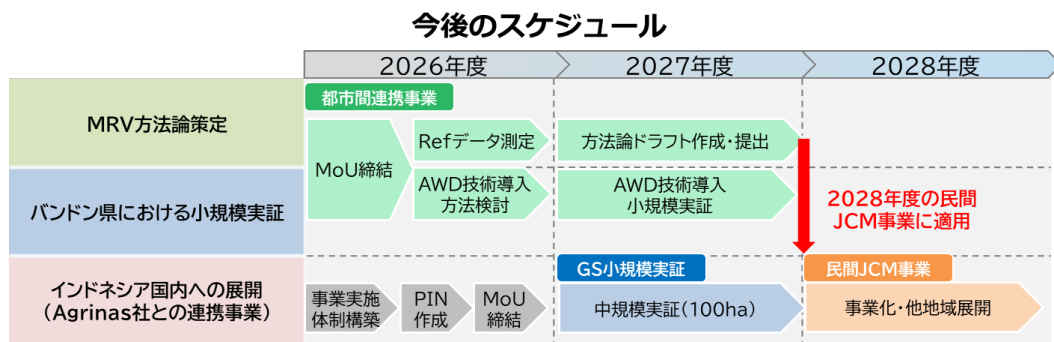 今後のスケジュール
2026年度
2027年度
2028年度
都市間連携事業
MRV方法論策定
MoU締結
Refデータ測定
方法論ドラフト作成・提出
バンドン県における小規模実証
AWD技術導入
方法検討
AWD技術導入
小規模実証
2028年度の民間
JCM事業に適用
GS小規模実証
民間JCM事業
インドネシア国内への展開
（Agrinas社との連携事業）
事業実施
体制構築
PIN
作成
MoU
締結
中規模実証(100ha)
事業化・他地域展開